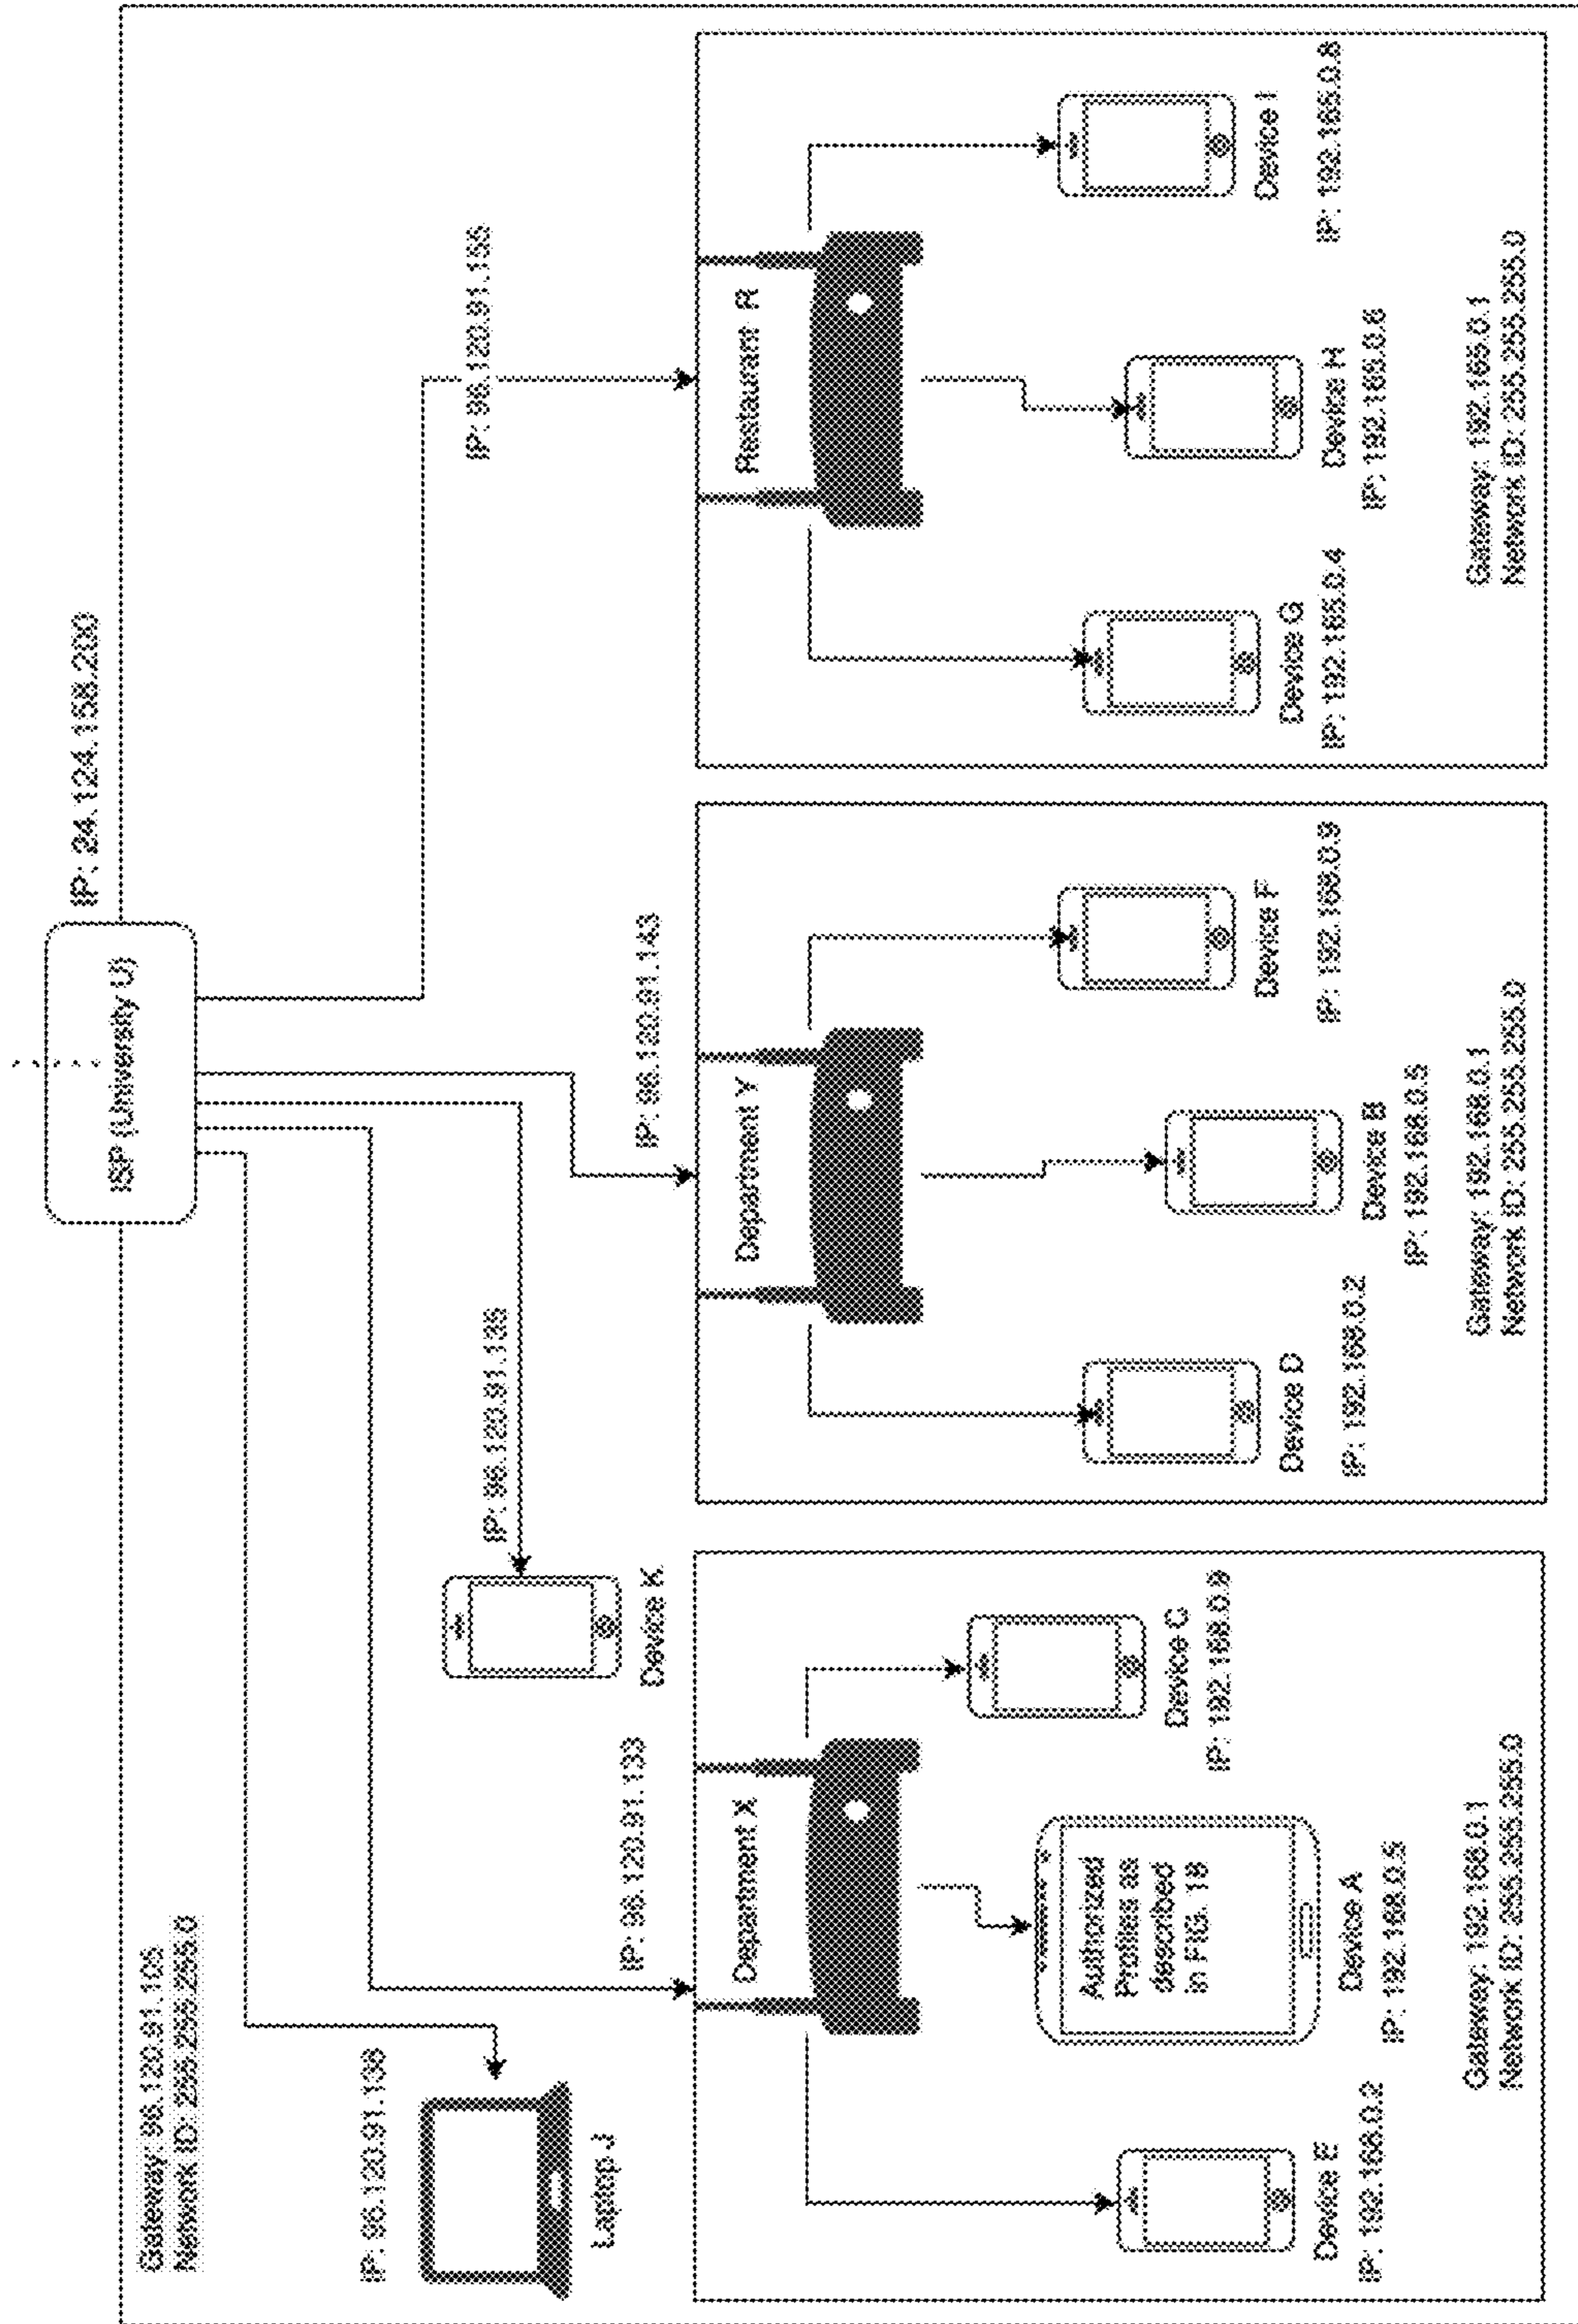 IP: 24.124.158.200
ISP (University U)
Gateway: 96.120.91.105
Network ID: 255.255.255.0
IP: 96.120.91.138
Laptop J
IP: 96.120.91.135
Device K
IP: 96.120.91.133
IP: 96.120.91.143
IP: 96.120.91.155
Department X
Device E
IP: 192.168.0.2
Authorized
Profiles as
described
in FIG. 18
Device A
IP: 192.168.0.5
Device C
IP: 192.168.0.9
Gateway: 192.168.0.1
Network ID: 255.255.255.0
Department Y
Device D
IP: 192.168.0.2
Device B
IP: 192.168.0.5
Device F
IP: 192.168.0.9
Gateway: 192.168.0.1
Network ID: 255.255.255.0
Restaurant R
Device G
IP: 192.165.0.4
Device H
IP: 192.165.0.6
Device I
IP: 192.165.0.8
Gateway: 192.165.0.1
Network ID: 255.255.255.0